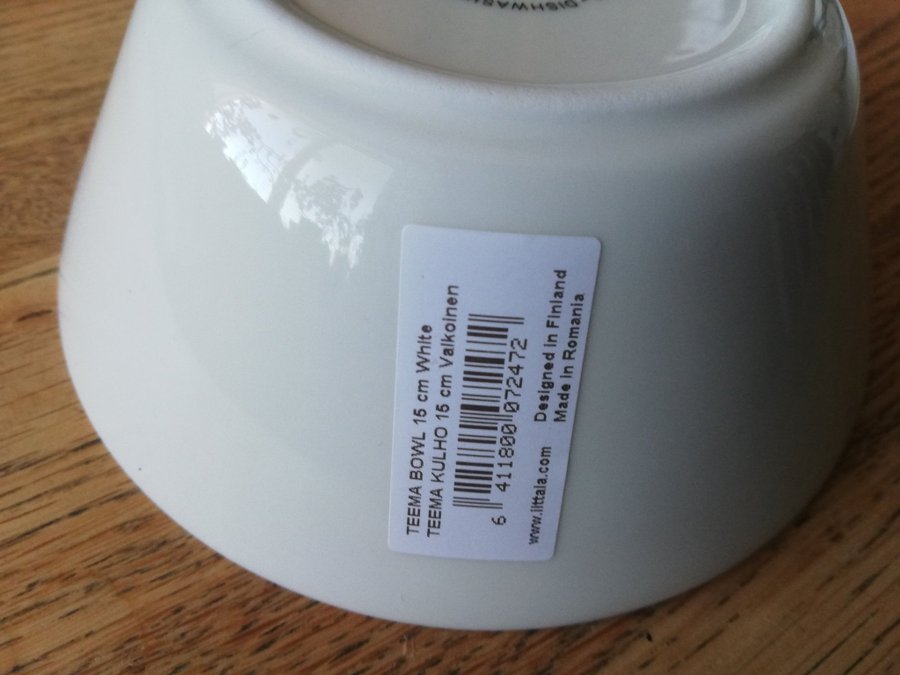 DISHWAS
TEEMA BOWL 15 cm White
TEEMA KULHO 15 cm Valkoinen
6 411800 072472
www.iittala.com
Designed in Finland
Made in Romania